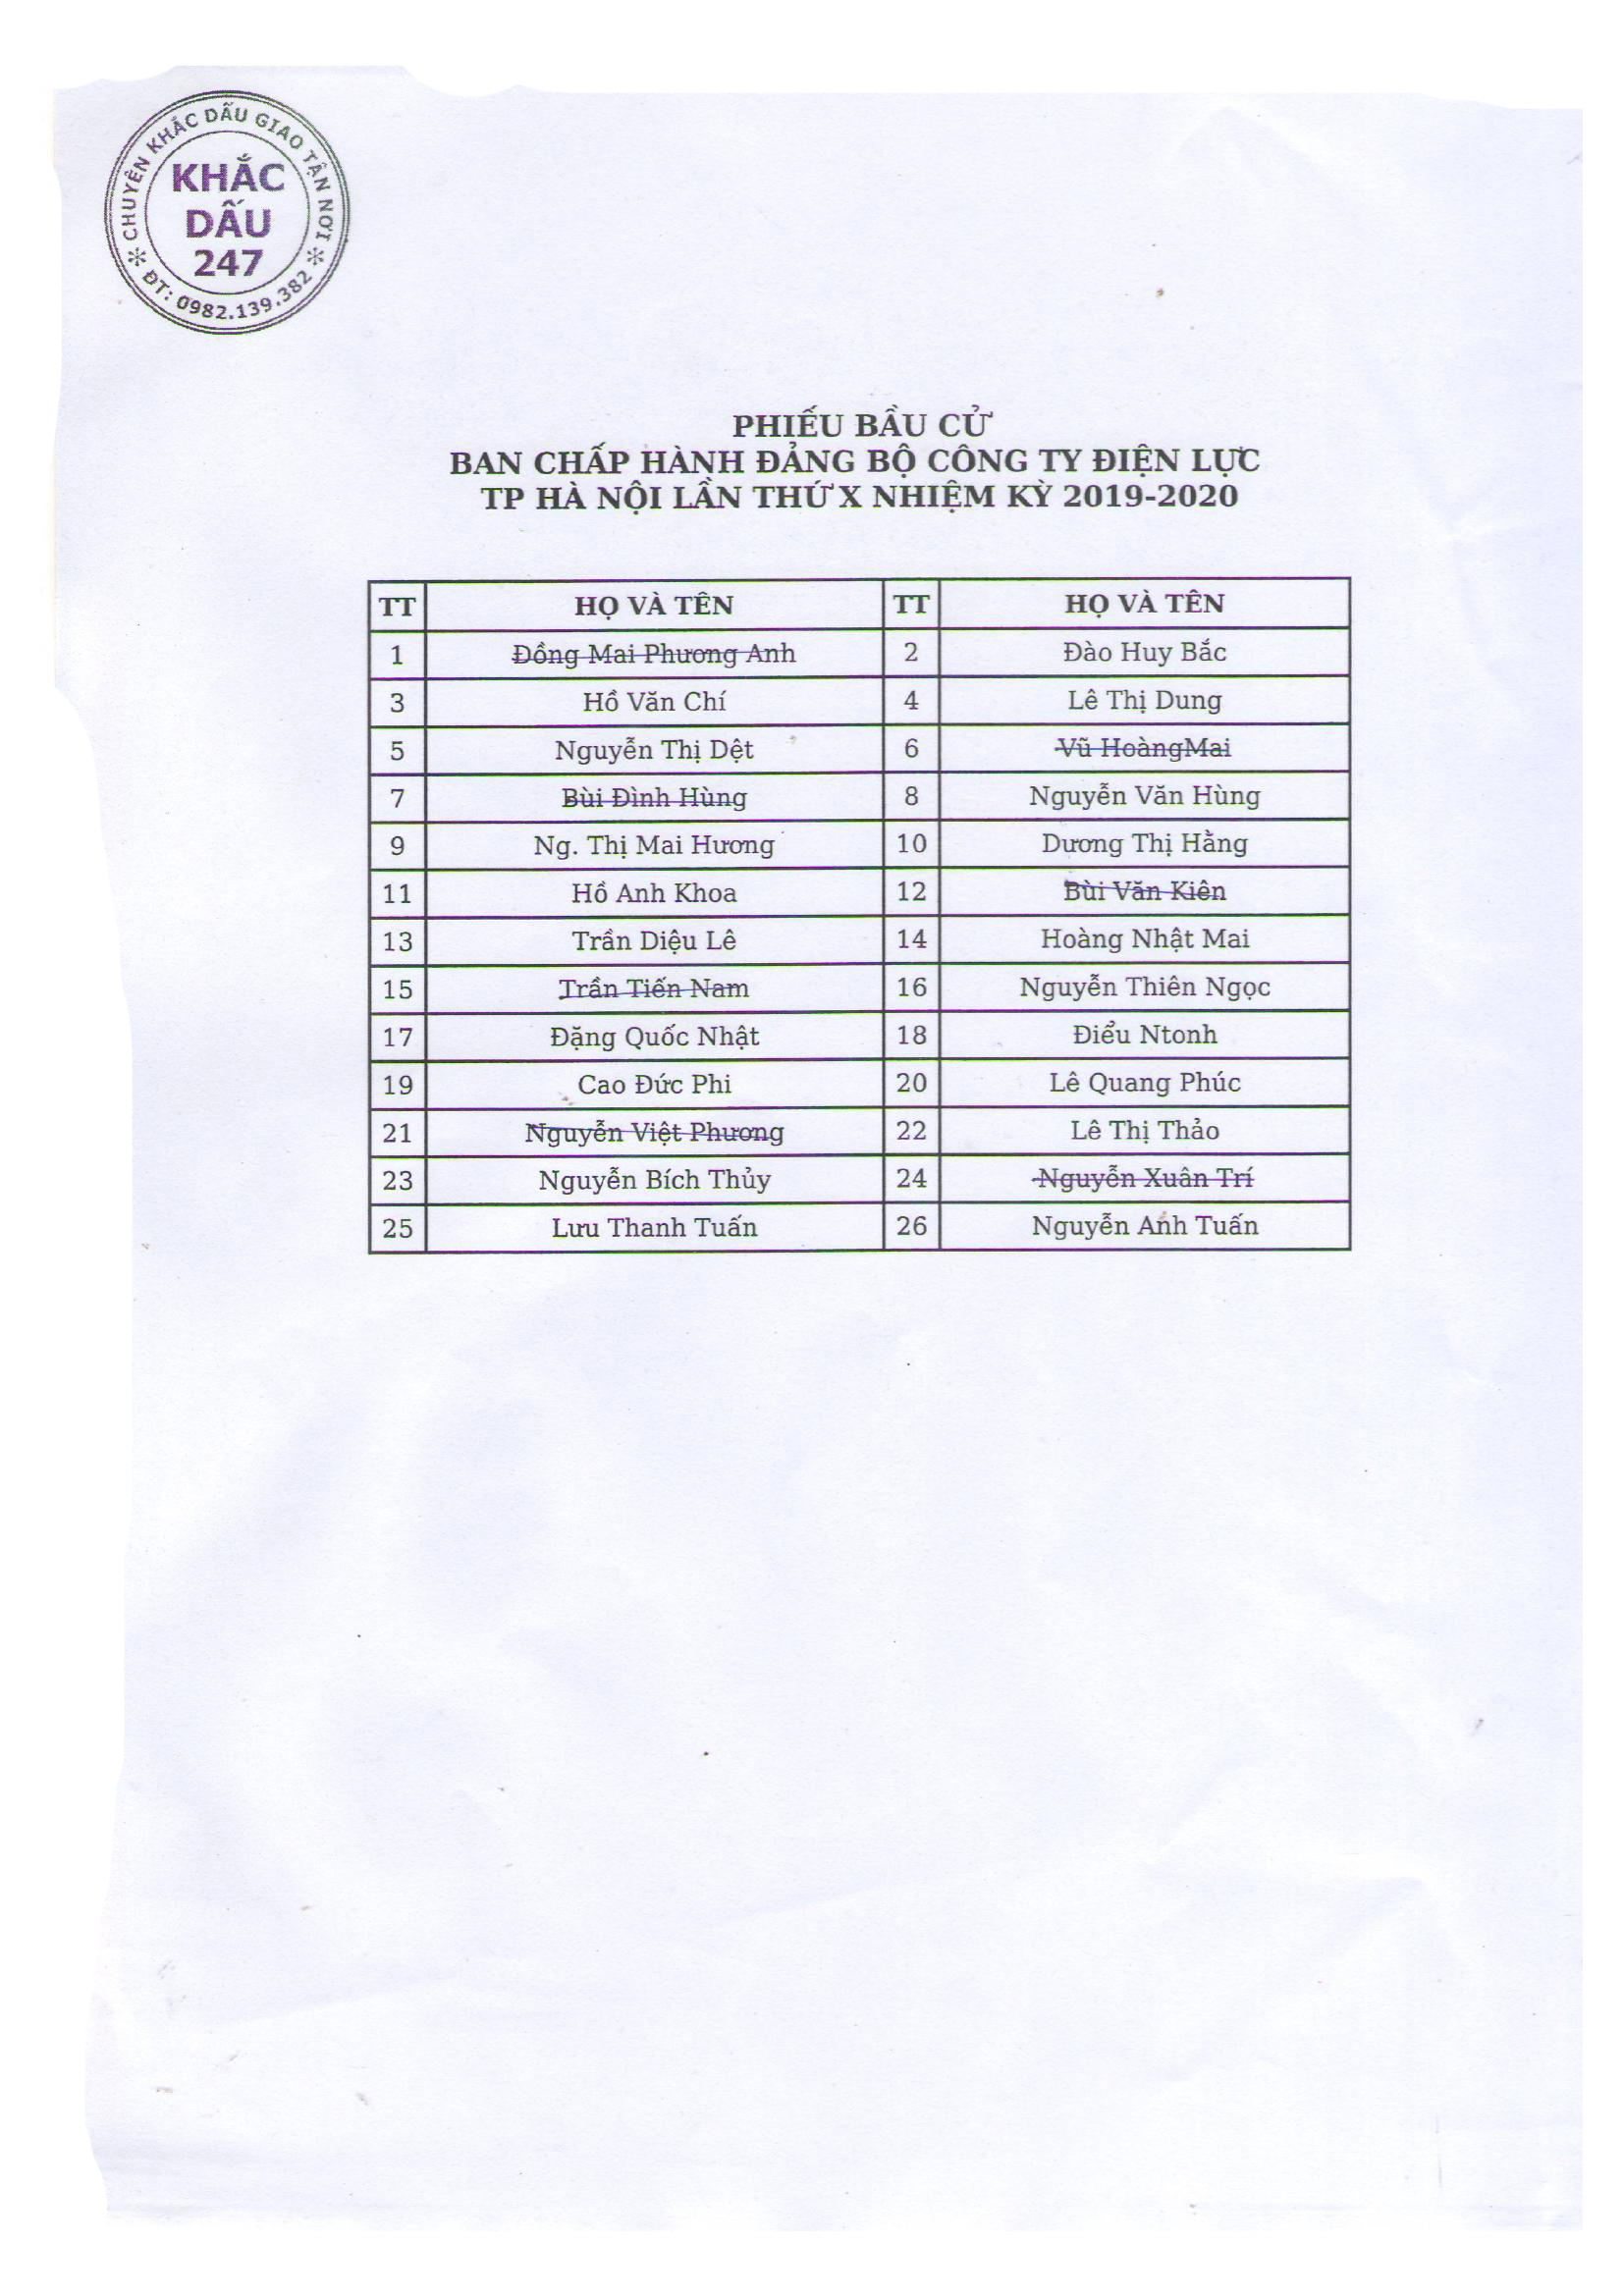 CHUYÊN KHẮC DẤU GIAO TẬN NƠI
KHẮC
DẤU
247
ĐT: 0982.139.382
PHIẾU BẦU CỬ
BAN CHẤP HÀNH ĐẢNG BỘ CÔNG TY ĐIỆN LỰC
TP HÀ NỘI LẦN THỨ X NHIỆM KỲ 2019-2020
TT HỌ VÀ TÊN TT HỌ VÀ TÊN
1 Đồng Mai Phương Anh 2 Đào Huy Bắc
3 Hồ Văn Chí 4 Lê Thị Dung
5 Nguyễn Thị Dệt 6 Vũ HoàngMai
7 Bùi Đình Hùng 8 Nguyễn Văn Hùng
9 Ng. Thị Mai Hương 10 Dương Thị Hằng
11 Hồ Anh Khoa 12 Bùi Văn Kiên
13 Trần Diệu Lê 14 Hoàng Nhật Mai
15 Trần Tiến Nam 16 Nguyễn Thiên Ngọc
17 Đặng Quốc Nhật 18 Điểu Ntonh
19 Cao Đức Phi 20 Lê Quang Phúc
21 Nguyễn Việt Phương 22 Lê Thị Thảo
23 Nguyễn Bích Thủy 24 Nguyễn Xuân Trí
25 Lưu Thanh Tuấn 26 Nguyễn Anh Tuấn